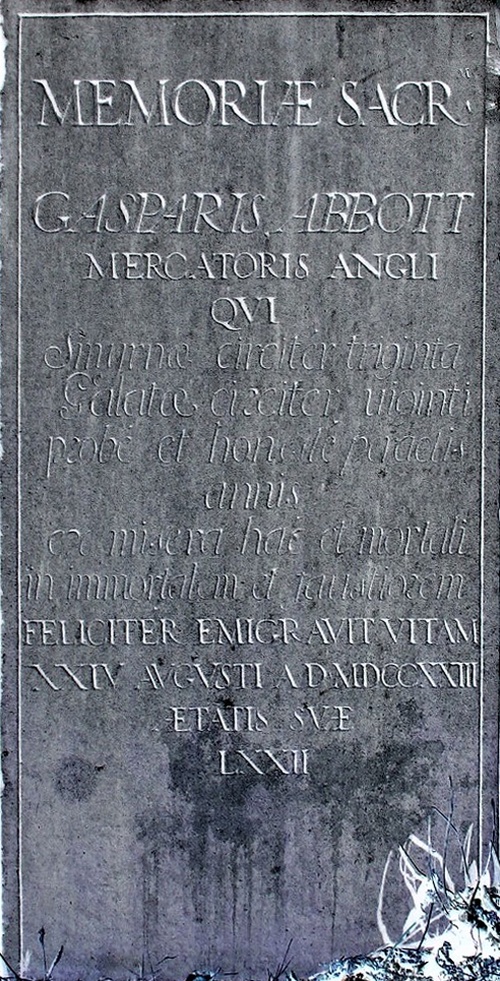 MEMORIÆ SACR
GASPARIS ABBOTT
MERCATORIS ANGLI
QVI
Smyrnæ circiter triginta
Galatæ circiter uiginti
probè et honestè peractis
annis
ex misera hac et mortali
in immortalem et faustiorem
FELICITER EMIGRAVIT VITAM
XXIV AVGVSTI A D MDCCXXIII
ÆTATIS SVÆ
LXXII